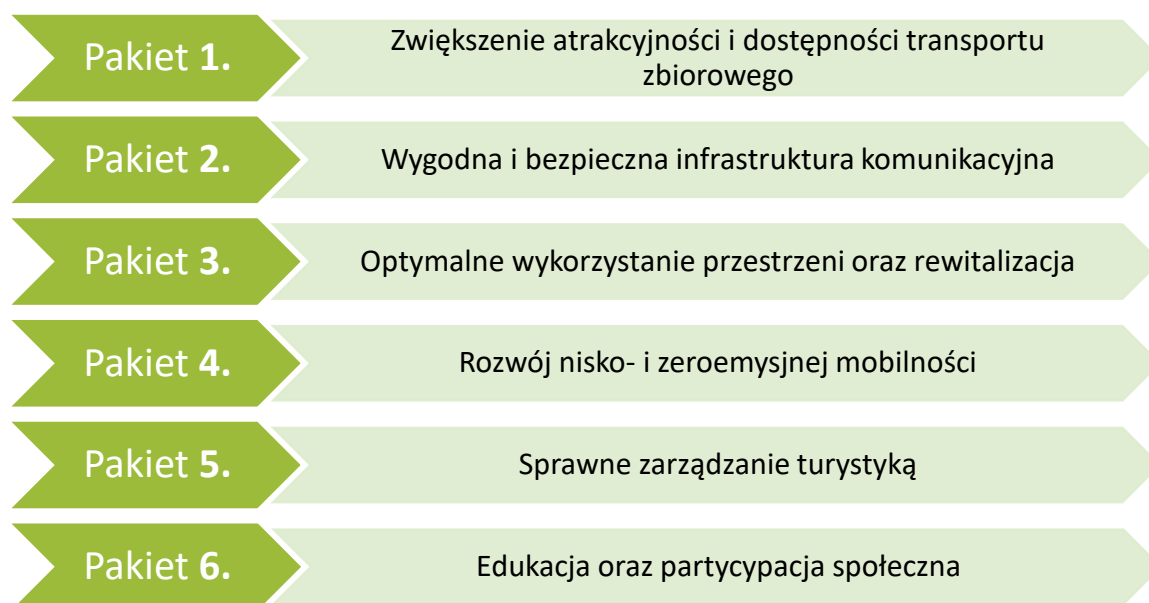 Pakiet 1.
Zwiększenie atrakcyjności i dostępności transportu
zbiorowego
Pakiet 2.
Wygodna i bezpieczna infrastruktura komunikacyjna
Pakiet 3.
Optymalne wykorzystanie przestrzeni oraz rewitalizacja
Pakiet 4.
Rozwój nisko- i zeroemysjnej mobilności
Pakiet 5.
Sprawne zarządzanie turystyką
Pakiet 6.
Edukacja oraz partycypacja społeczna